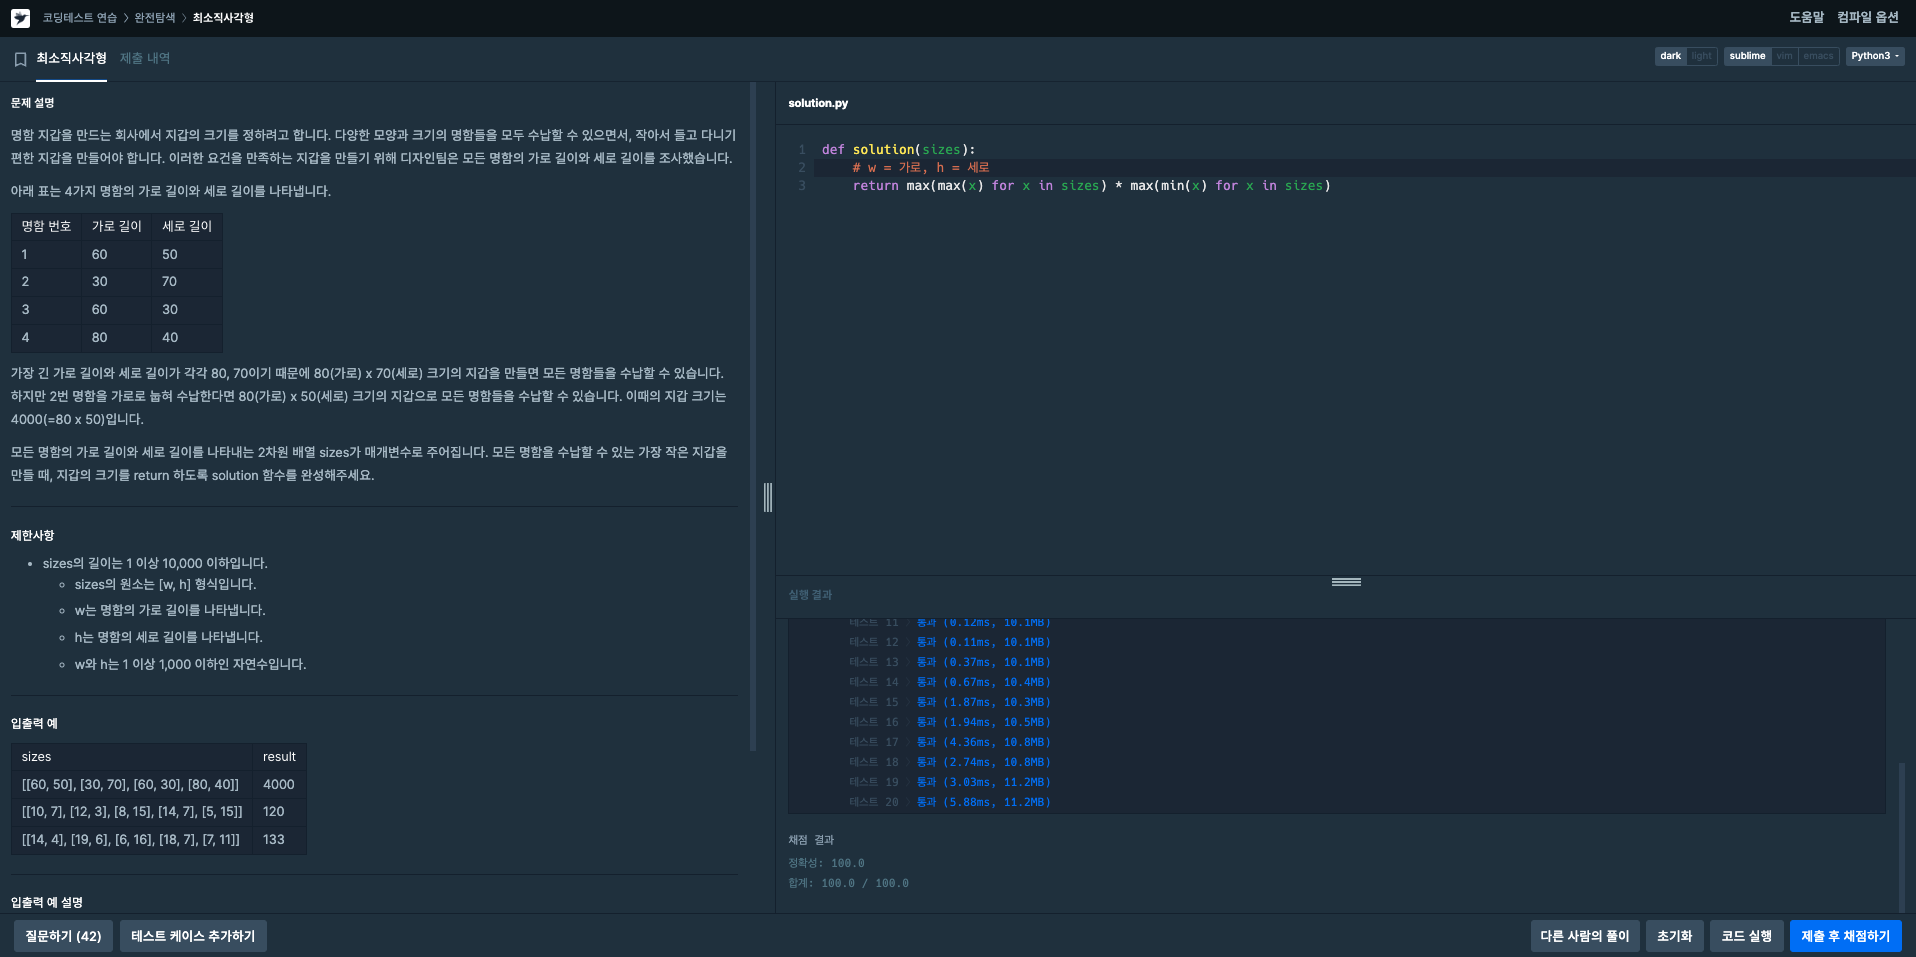 코딩테스트 연습 > 완전탐색 > 최소직사각형
도움말 컴파일 옵션
최소직사각형 제출 내역
dark light sublime vim emacs Python3
문제 설명
명함 지갑을 만드는 회사에서 지갑의 크기를 정하려고 합니다. 다양한 모양과 크기의 명함들을 모두 수납할 수 있으면서, 작아서 들고 다니기
편한 지갑을 만들어야 합니다. 이러한 요건을 만족하는 지갑을 만들기 위해 디자인팀은 모든 명함의 가로 길이와 세로 길이를 조사했습니다.
아래 표는 4가지 명함의 가로 길이와 세로 길이를 나타냅니다.
명함 번호 가로 길이 세로 길이
1 60 50
2 30 70
3 60 30
4 80 40
가장 긴 가로 길이와 세로 길이가 각각 80, 70이기 때문에 80(가로) x 70(세로) 크기의 지갑을 만들면 모든 명함들을 수납할 수 있습니다.
하지만 2번 명함을 가로로 눕혀 수납한다면 80(가로) x 50(세로) 크기의 지갑으로 모든 명함들을 수납할 수 있습니다. 이때의 지갑 크기는
4000(=80 x 50)입니다.
모든 명함의 가로 길이와 세로 길이를 나타내는 2차원 배열 sizes가 매개변수로 주어집니다. 모든 명함을 수납할 수 있는 가장 작은 지갑을
만들 때, 지갑의 크기를 return 하도록 solution 함수를 완성해주세요.
제한사항
• sizes의 길이는 1 이상 10,000 이하입니다.
◦ sizes의 원소는 [w, h] 형식입니다.
◦ w는 명함의 가로 길이를 나타냅니다.
◦ h는 명함의 세로 길이를 나타냅니다.
◦ w와 h는 1 이상 1,000 이하인 자연수입니다.
입출력 예
sizes result
[[60, 50], [30, 70], [60, 30], [80, 40]] 4000
[[10, 7], [12, 3], [8, 15], [14, 7], [5, 15]] 120
[[14, 4], [19, 6], [6, 16], [18, 7], [7, 11]] 133
입출력 예 설명
solution.py
1 def solution(sizes):
2 # w = 가로, h = 세로
3 return max(max(x) for x in sizes) * max(min(x) for x in sizes)
실행 결과
테스트 11 〉 통과 (0.12ms, 10.1MB)
테스트 12 〉 통과 (0.11ms, 10.1MB)
테스트 13 〉 통과 (0.37ms, 10.1MB)
테스트 14 〉 통과 (0.67ms, 10.4MB)
테스트 15 〉 통과 (1.87ms, 10.3MB)
테스트 16 〉 통과 (1.94ms, 10.5MB)
테스트 17 〉 통과 (4.36ms, 10.8MB)
테스트 18 〉 통과 (2.74ms, 10.8MB)
테스트 19 〉 통과 (3.03ms, 11.2MB)
테스트 20 〉 통과 (5.88ms, 11.2MB)
채점 결과
정확성: 100.0
합계: 100.0 / 100.0
질문하기 (42) 테스트 케이스 추가하기
다른 사람의 풀이 초기화 코드 실행 제출 후 채점하기